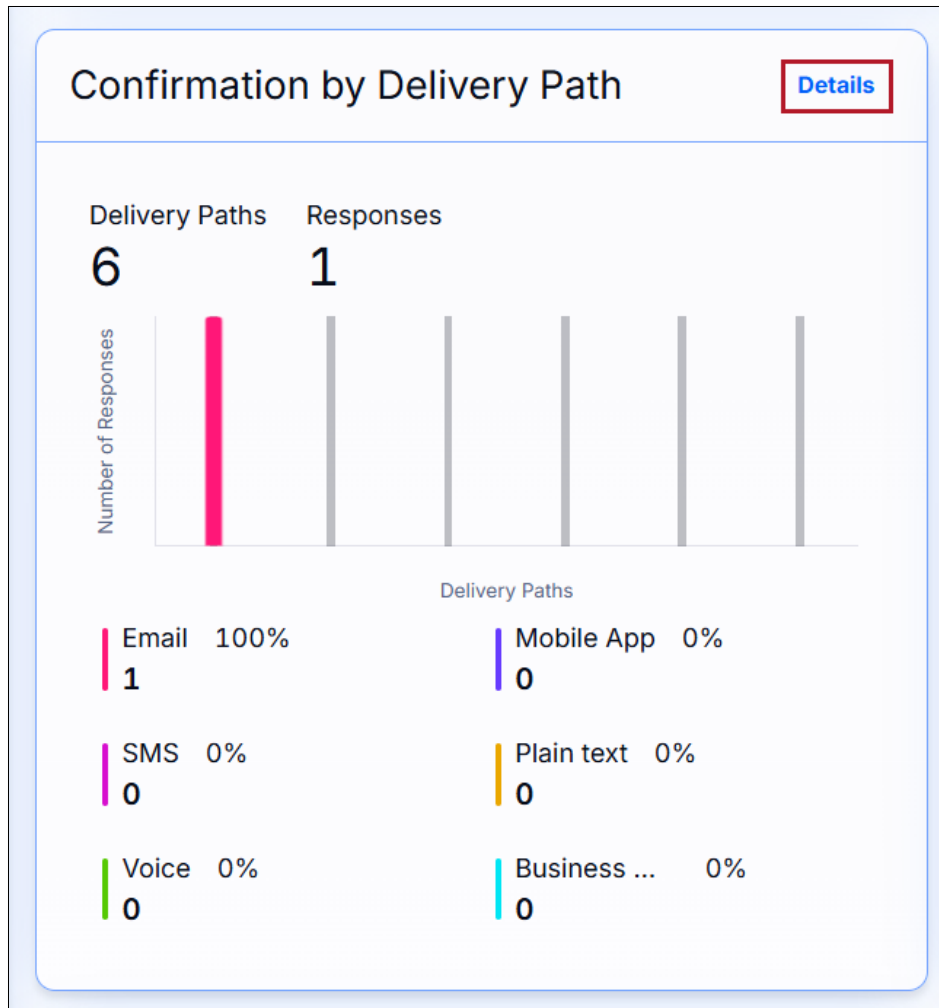 Confirmation by Delivery Path
Details
Delivery Paths Responses
6 1
Number of Responses
Delivery Paths
Email 100%
1
Mobile App 0%
0
SMS 0%
0
Plain text 0%
0
Voice 0%
0
Business ... 0%
0